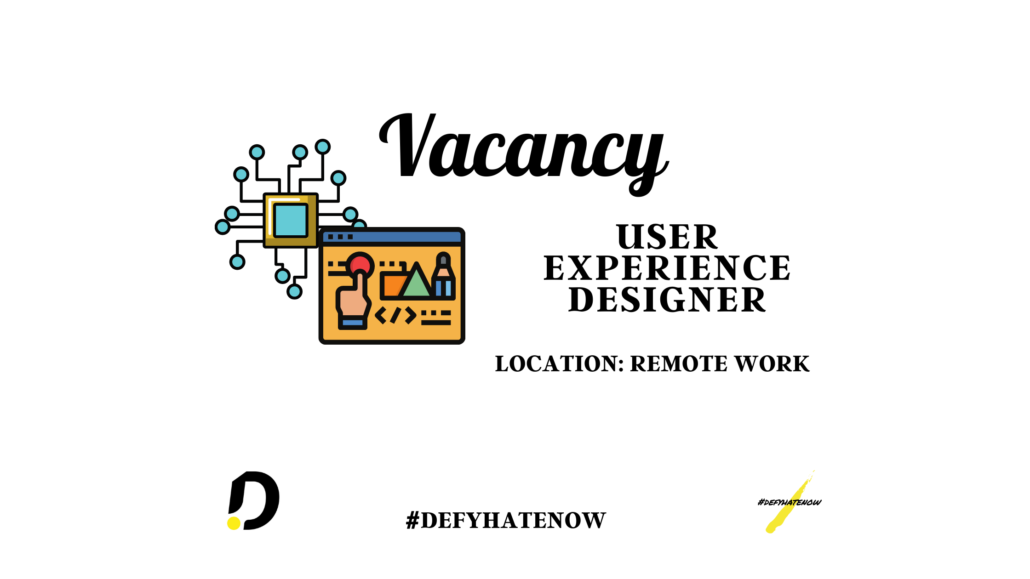 Vacancy
USER
EXPERIENCE
DESIGNER
</>
LOCATION: REMOTE WORK
D
#DEFYHATENOW
#DEFYHATENOW